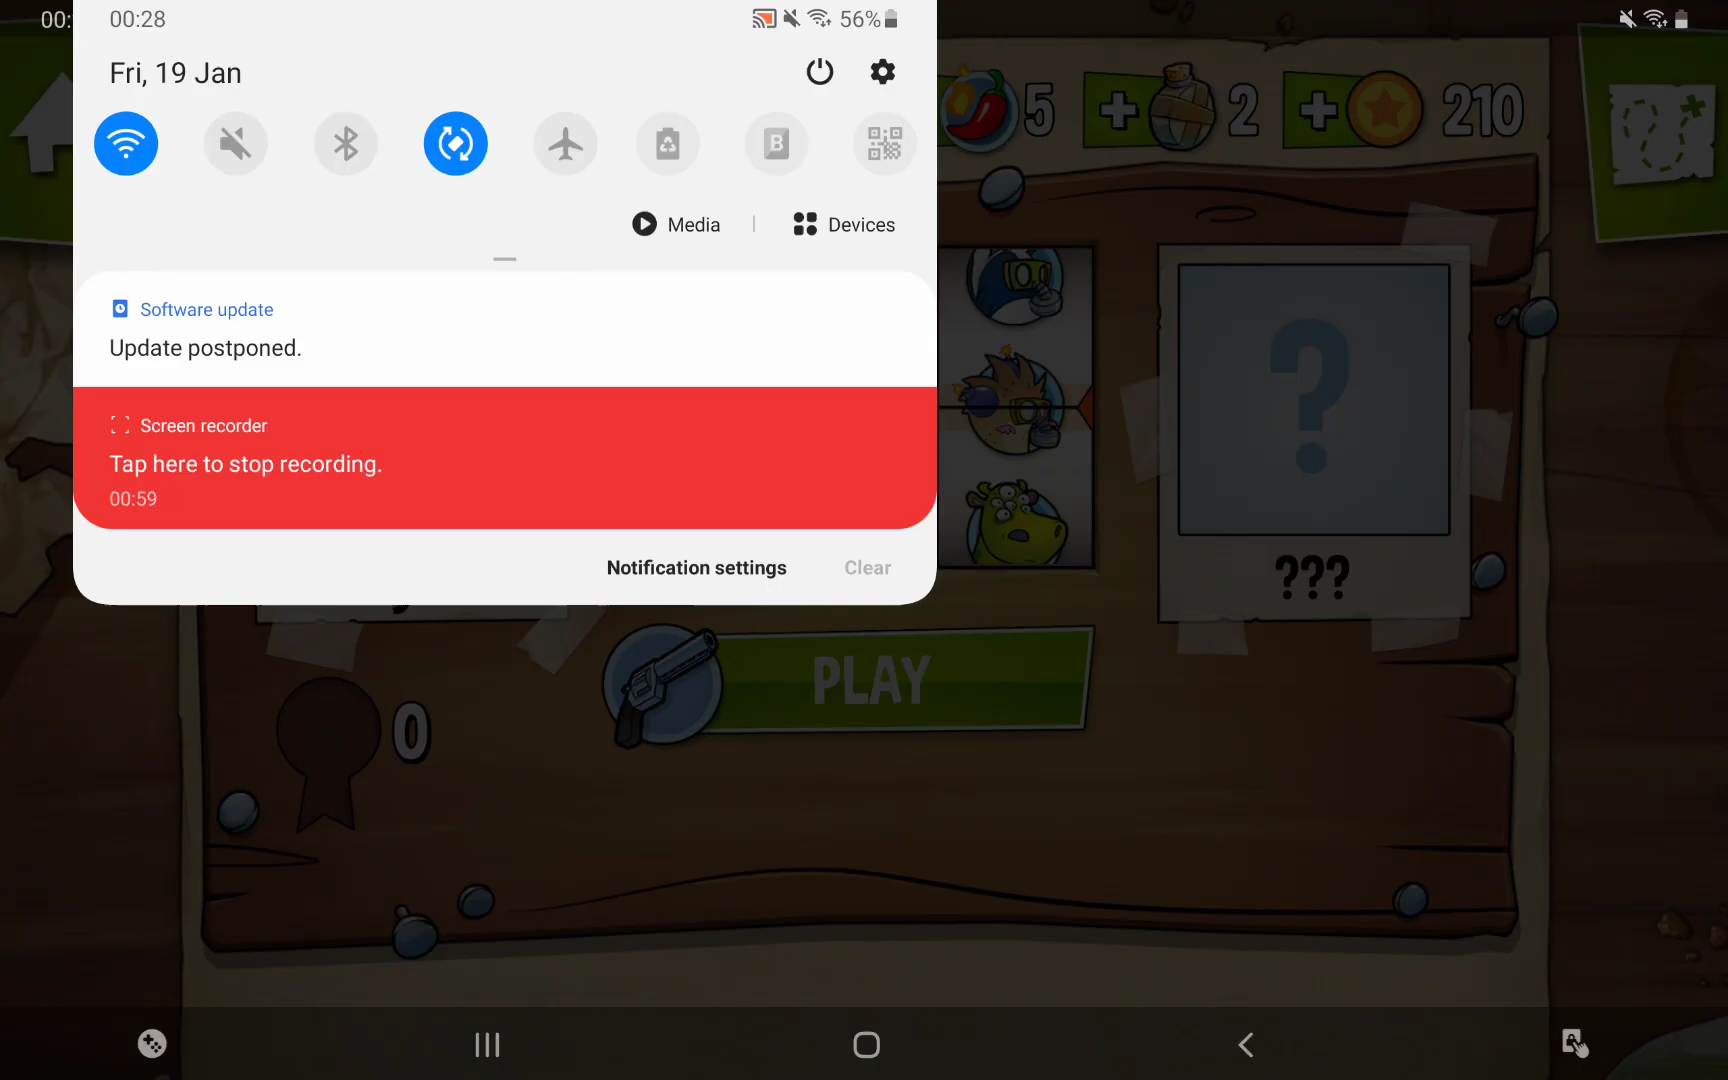 00:
00:28
56%
Fri, 19 Jan
B
Media
Devices
Software update
Update postponed.
Screen recorder
Tap here to stop recording.
00:59
Notification settings
Clear
5
2
210
???
PLAY
0